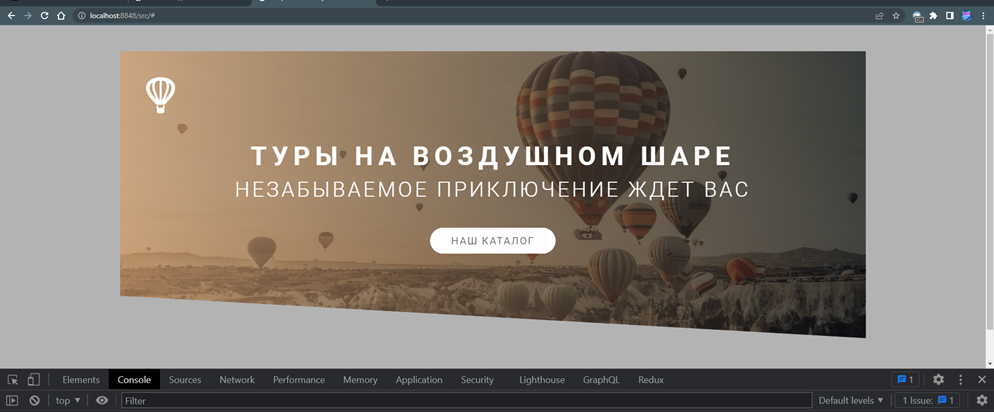 localhost:8848/src/#
ТУРЫ НА ВОЗДУШНОМ ШАРЕ
НЕЗАБЫВАЕМОЕ ПРИКЛЮЧЕНИЕ ЖДЕТ ВАС
НАШ КАТАЛОГ
Elements Console Sources Network Performance Memory Application Security Lighthouse GraphQL Redux 1
top Filter Default levels 1 Issue: 1